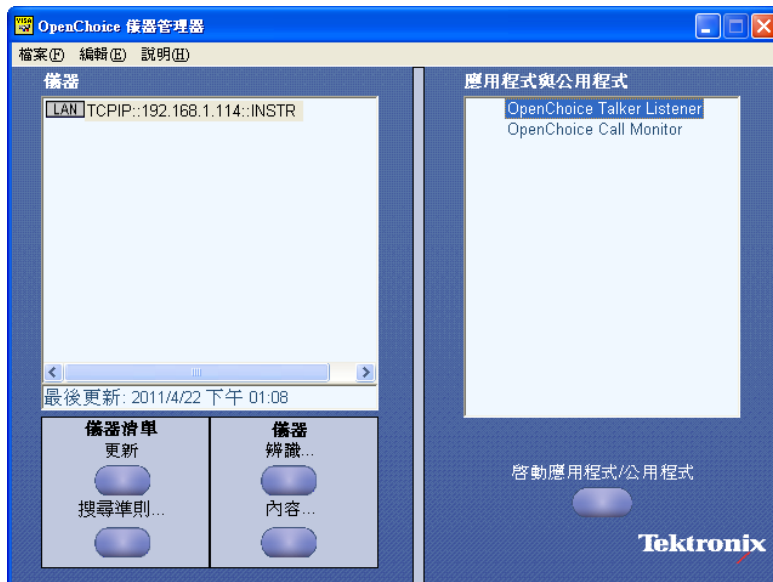 OpenChoice 儀器管理器
檔案(F) 編輯(E) 說明(H)
儀器
LAN TCPIP::192.168.1.114::INSTR
最後更新: 2011/4/22 下午 01:08
儀器清單
更新
搜尋準則...
儀器
辨識...
內容...
應用程式與公用程式
OpenChoice Talker Listener
OpenChoice Call Monitor
啓動應用程式/公用程式
Tektronix